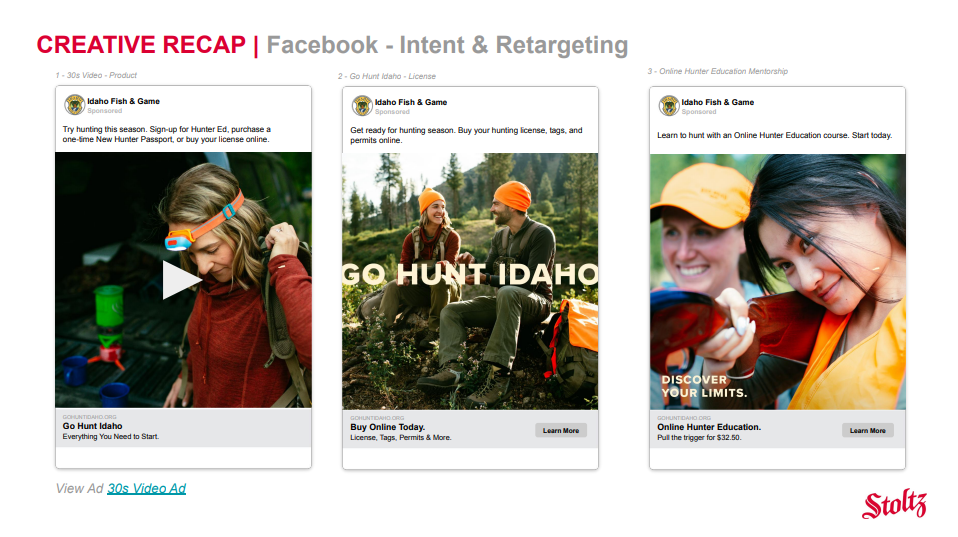 CREATIVE RECAP | Facebook - Intent & Retargeting
1 - 30s Video - Product
Idaho Fish & Game
Sponsored
Try hunting this season. Sign-up for Hunter Ed, purchase a
one-time New Hunter Passport, or buy your license online.
GOHUNTIDAHO.ORG
Go Hunt Idaho
Everything You Need to Start.
View Ad 30s Video Ad
2 - Go Hunt Idaho - License
Idaho Fish & Game
Sponsored
Get ready for hunting season. Buy your hunting license, tags, and
permits online.
GO HUNT IDAHO
GOHUNTIDAHO.ORG
Buy Online Today.
License, Tags, Permits & More.
Learn More
3 - Online Hunter Education Mentorship
Idaho Fish & Game
Sponsored
Learn to hunt with an Online Hunter Education course. Start today.
DISCOVER
YOUR LIMITS.
GOHUNTIDAHO.ORG
Online Hunter Education.
Pull the trigger for $32.50.
Learn More
Stoltz